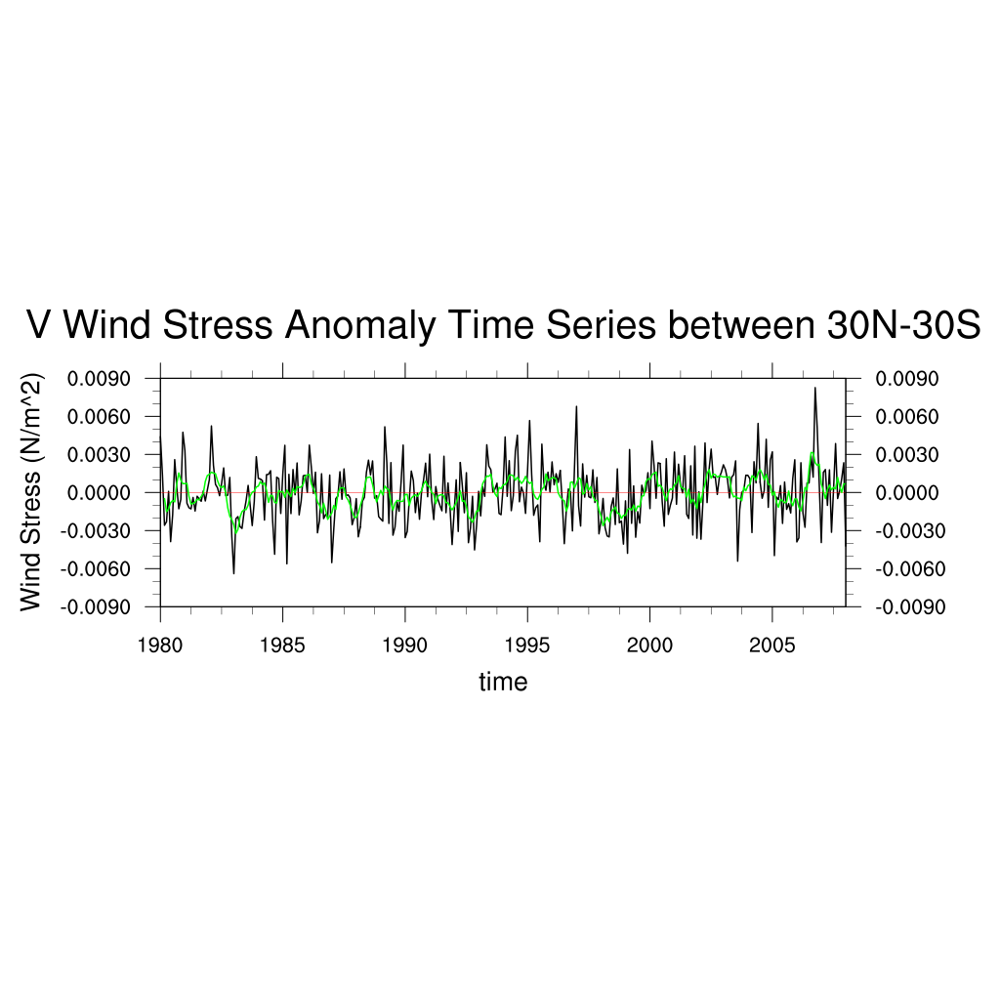 V Wind Stress Anomaly Time Series between 30N-30S
Wind Stress (N/m^2)
0.0090 0.0090
0.0060 0.0060
0.0030 0.0030
0.0000 0.0000
-0.0030 -0.0030
-0.0060 -0.0060
-0.0090 -0.0090
1980 1985 1990 1995 2000 2005
time